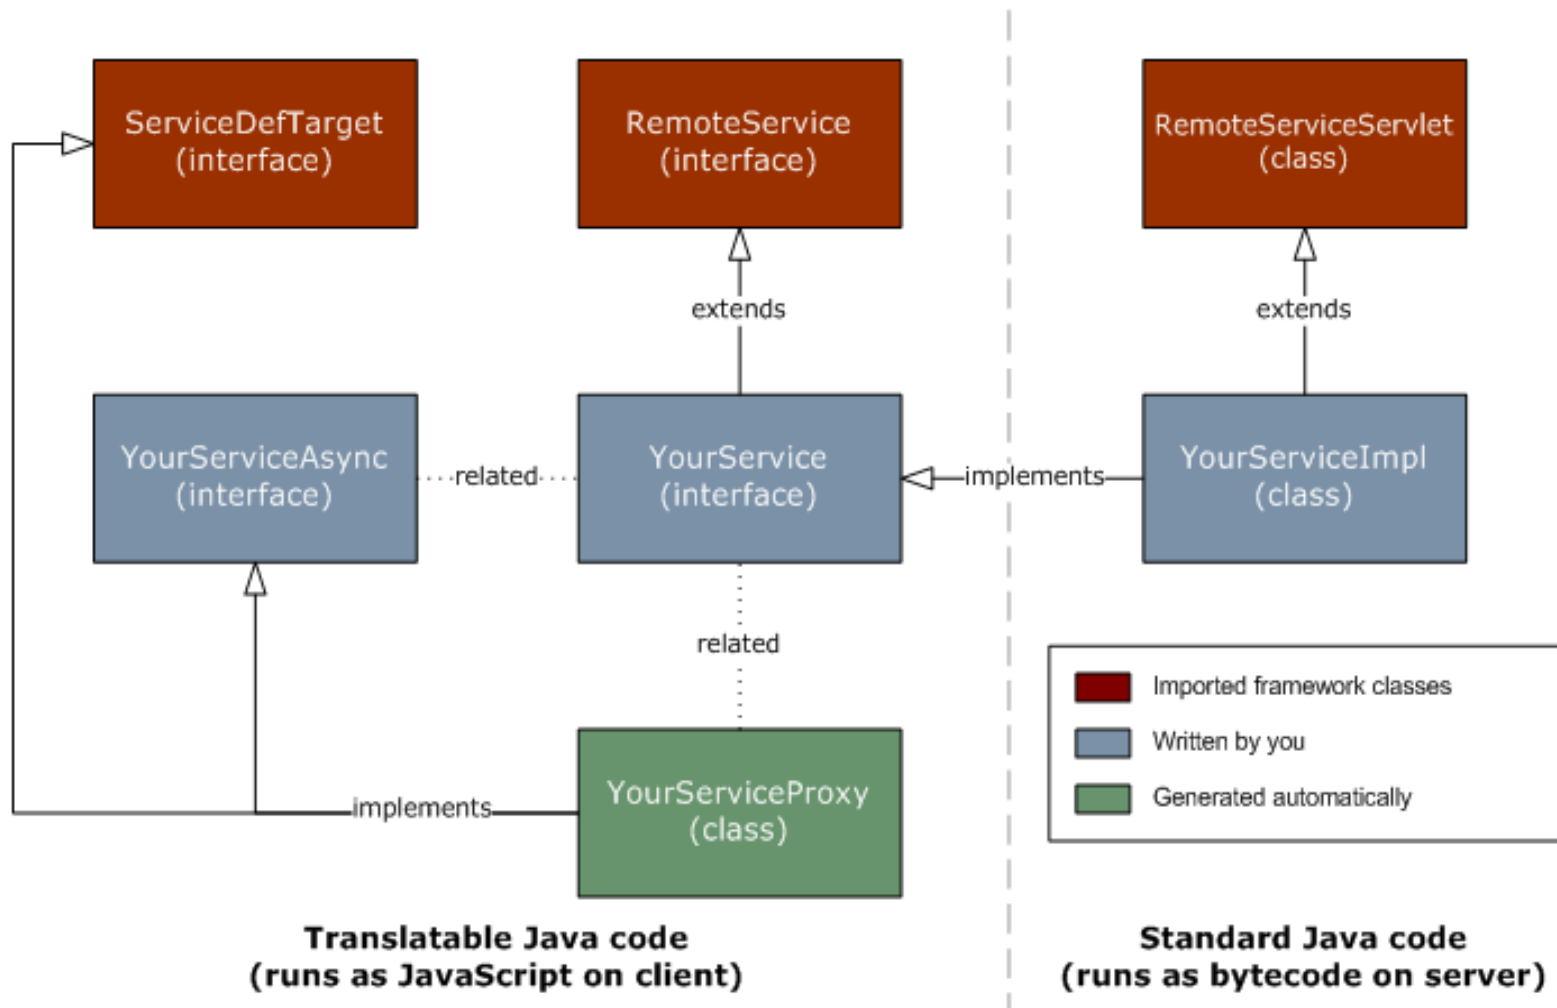 ServiceDefTarget
(interface)
RemoteService
(interface)
RemoteServiceServlet
(class)
extends
extends
YourServiceAsync
(interface)
related
YourService
(interface)
implements
YourServiceImpl
(class)
related
Imported framework classes
Written by you
Generated automatically
implements
YourServiceProxy
(class)
Translatable Java code
(runs as JavaScript on client)
Standard Java code
(runs as bytecode on server)